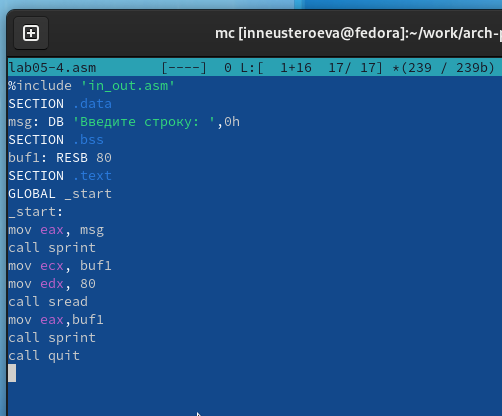 mc [inneusteroeva@fedora]:~/work/arch-
lab05-4.asm [----] 0 L:[ 1+16 17/ 17] *(239 / 239b)
%include 'in_out.asm'
SECTION .data
msg: DB 'Введите строку: ',0h
SECTION .bss
buf1: RESB 80
SECTION .text
GLOBAL _start
_start:
mov eax, msg
call sprint
mov ecx, buf1
mov edx, 80
call sread
mov eax,buf1
call sprint
call quit